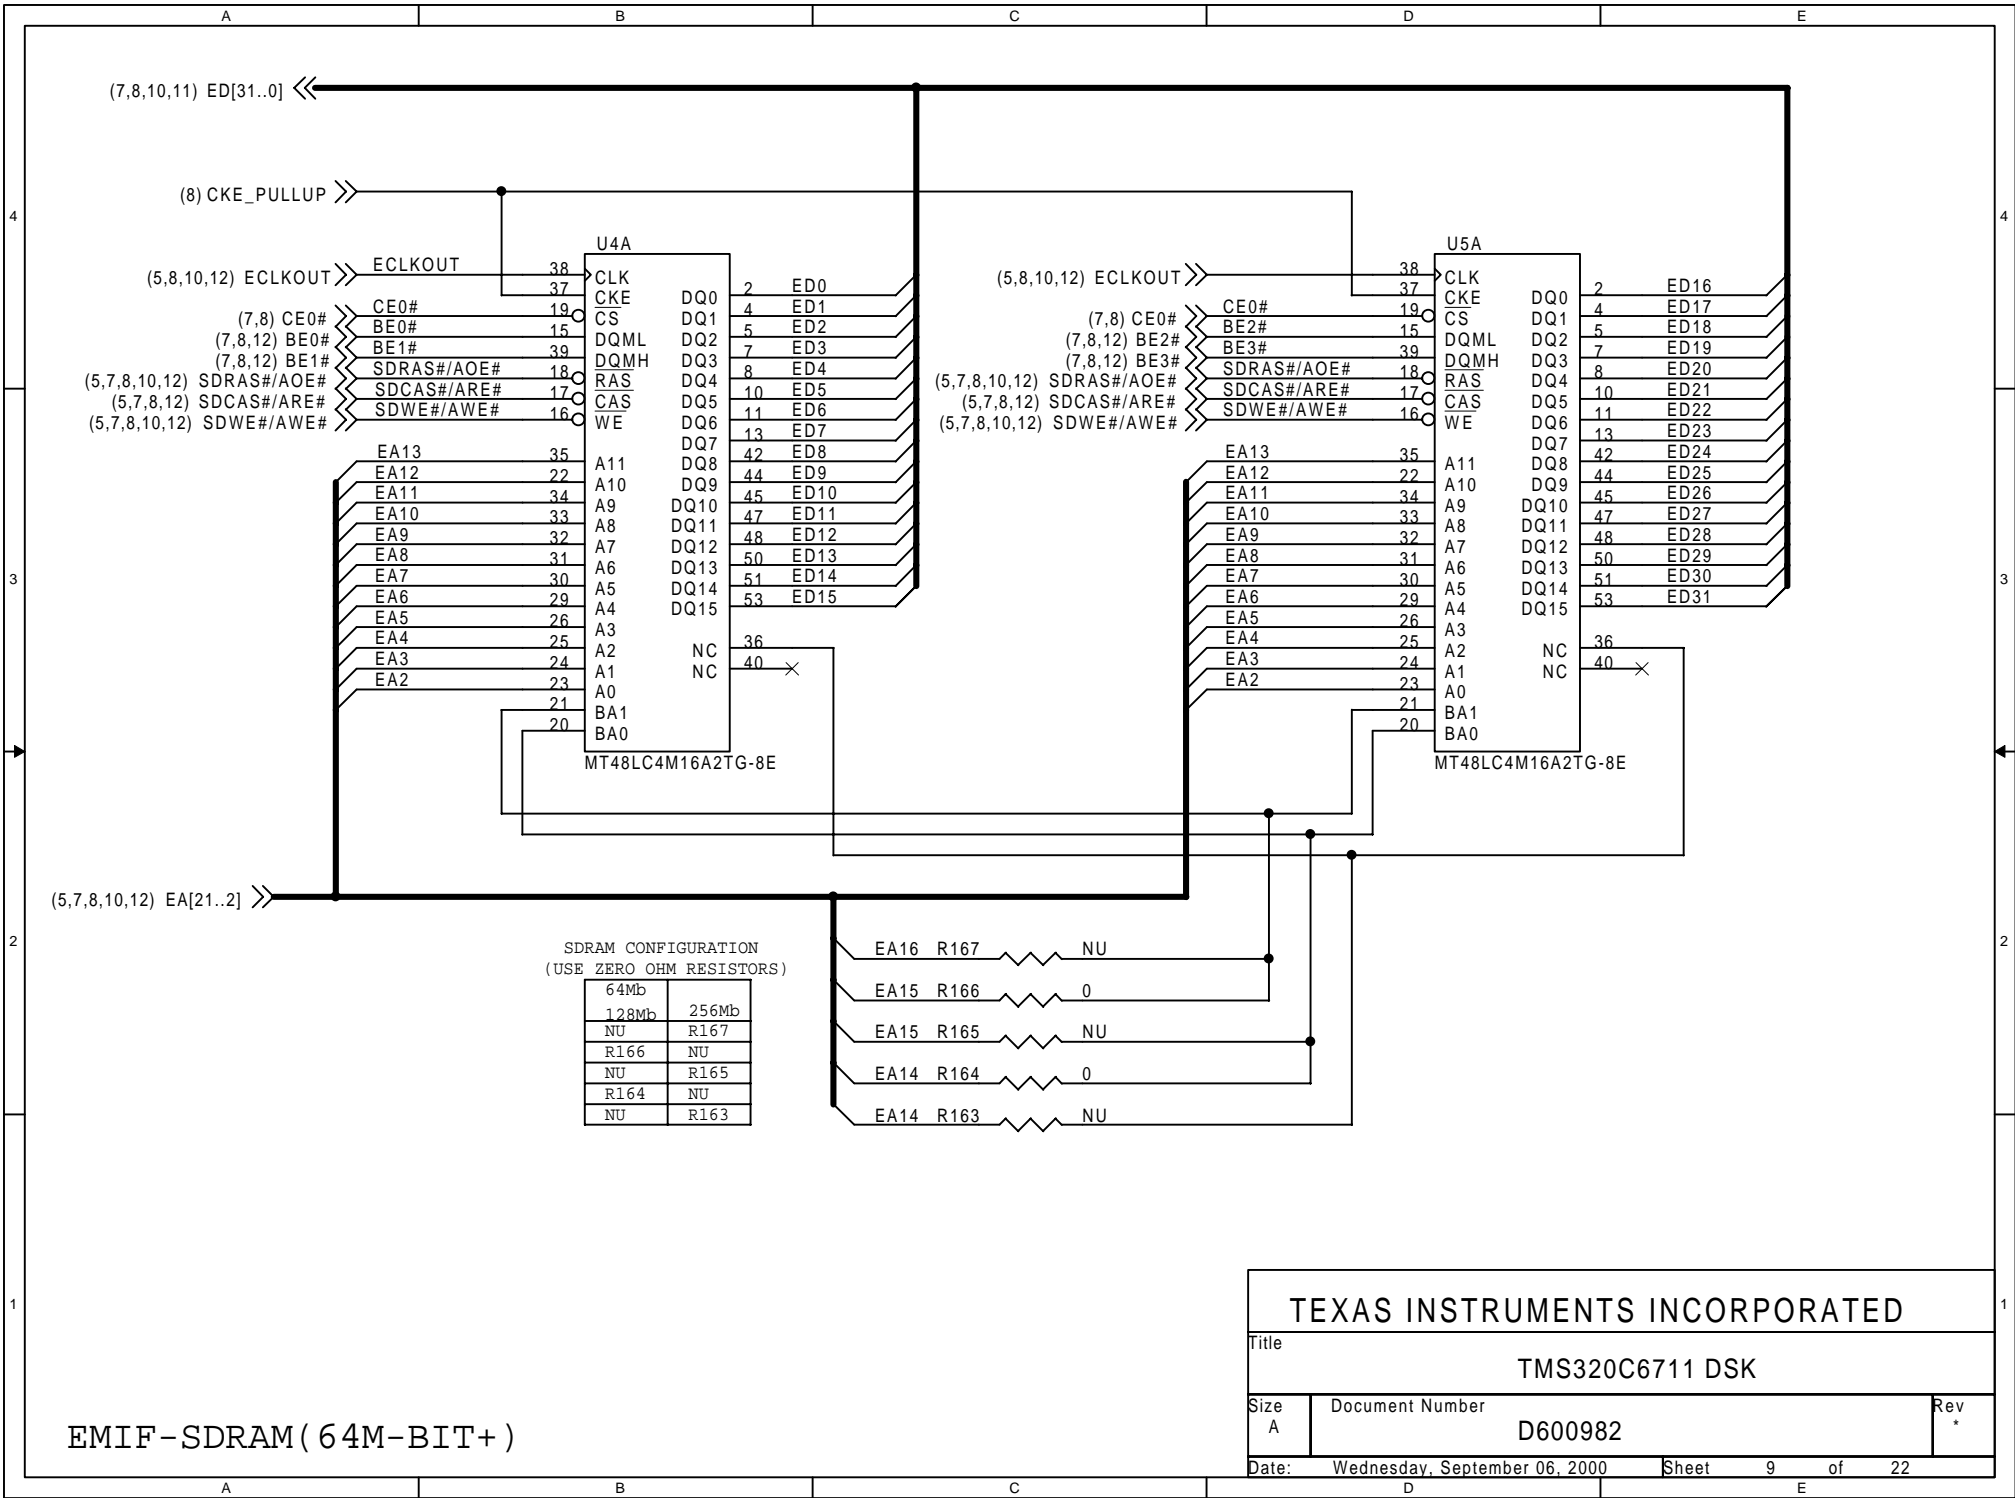 A B C D E
(7,8,10,11) ED[31..0]
(8) CKE_PULLUP
4 4
U4A
(5,8,10,12) ECLKOUT ECLKOUT 38 CLK
37 CKE
(7,8) CE0# CE0# 19 CS
(7,8,12) BE0# BE0# 15 DQML
(7,8,12) BE1# BE1# 39 DQMH
(5,7,8,10,12) SDRAS#/AOE# SDRAS#/AOE# 18 RAS
(5,7,8,12) SDCAS#/ARE# SDCAS#/ARE# 17 CAS
(5,7,8,10,12) SDWE#/AWE# SDWE#/AWE# 16 WE
EA13 35 A11
EA12 22 A10
EA11 34 A9
EA10 33 A8
EA9 32 A7
EA8 31 A6
EA7 30 A5
EA6 29 A4
EA5 26 A3
EA4 25 A2
EA3 24 A1
EA2 23 A0
21 BA1
20 BA0
DQ0 2 ED0
DQ1 4 ED1
DQ2 5 ED2
DQ3 7 ED3
DQ4 8 ED4
DQ5 10 ED5
DQ6 11 ED6
DQ7 13 ED7
DQ8 42 ED8
DQ9 44 ED9
DQ10 45 ED10
DQ11 47 ED11
DQ12 48 ED12
DQ13 50 ED13
DQ14 51 ED14
DQ15 53 ED15
NC 36
NC 40
MT48LC4M16A2TG-8E
U5A
(5,8,10,12) ECLKOUT 38 CLK
37 CKE
(7,8) CE0# CE0# 19 CS
(7,8,12) BE2# BE2# 15 DQML
(7,8,12) BE3# BE3# 39 DQMH
(5,7,8,10,12) SDRAS#/AOE# SDRAS#/AOE# 18 RAS
(5,7,8,12) SDCAS#/ARE# SDCAS#/ARE# 17 CAS
(5,7,8,10,12) SDWE#/AWE# SDWE#/AWE# 16 WE
EA13 35 A11
EA12 22 A10
EA11 34 A9
EA10 33 A8
EA9 32 A7
EA8 31 A6
EA7 30 A5
EA6 29 A4
EA5 26 A3
EA4 25 A2
EA3 24 A1
EA2 23 A0
21 BA1
20 BA0
DQ0 2 ED16
DQ1 4 ED17
DQ2 5 ED18
DQ3 7 ED19
DQ4 8 ED20
DQ5 10 ED21
DQ6 11 ED22
DQ7 13 ED23
DQ8 42 ED24
DQ9 44 ED25
DQ10 45 ED26
DQ11 47 ED27
DQ12 48 ED28
DQ13 50 ED29
DQ14 51 ED30
DQ15 53 ED31
NC 36
NC 40
MT48LC4M16A2TG-8E
3 3
(5,7,8,10,12) EA[21..2]
2 2
SDRAM CONFIGURATION
(USE ZERO OHM RESISTORS)
64Mb
128Mb 256Mb
NU R167
R166 NU
NU R165
R164 NU
NU R163
EA16 R167 NU
EA15 R166 0
EA15 R165 NU
EA14 R164 0
EA14 R163 NU
1 1
TEXAS INSTRUMENTS INCORPORATED
Title
TMS320C6711 DSK
Size Document Number Rev
A D600982 *
Date: Wednesday, September 06, 2000 Sheet 9 of 22
EMIF-SDRAM(64M-BIT+)
A B C D E